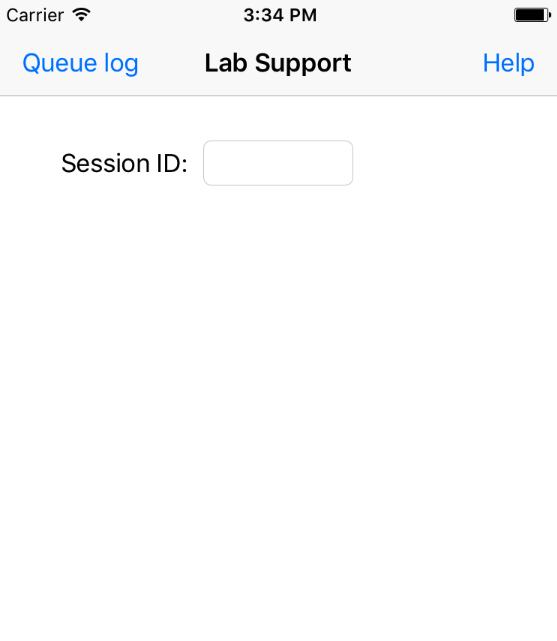 Carrier 3:34 PM
Queue log Lab Support Help
Session ID: